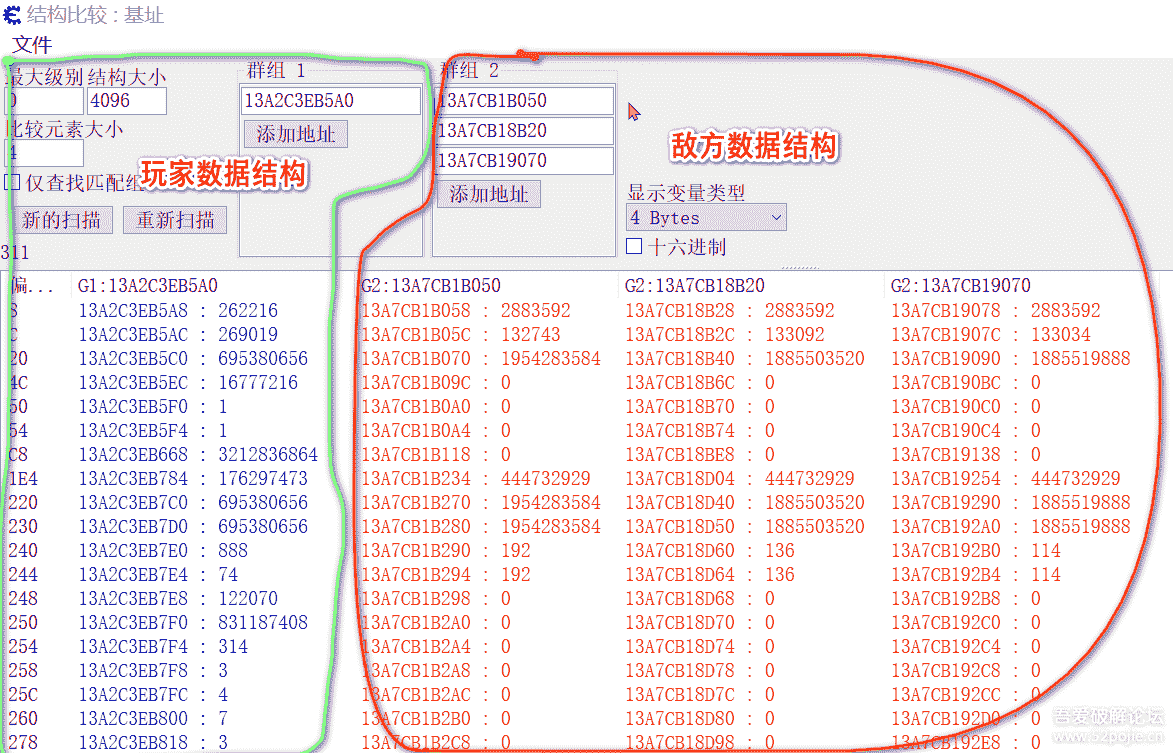 结构比较 : 基址
文件
最大级别 结构大小
0 4096
比较元素大小
4
仅查找匹配组
新的扫描 重新扫描
311
玩家数据结构
群组 1
13A2C3EB5A0
添加地址
群组 2
13A7CB1B050
13A7CB18B20
13A7CB19070
添加地址
敌方数据结构
显示变量类型
4 Bytes
十六进制
偏... G1:13A2C3EB5A0 G2:13A7CB1B050 G2:13A7CB18B20 G2:13A7CB19070
8 13A2C3EB5A8 : 262216 13A7CB1B058 : 2883592 13A7CB18B28 : 2883592 13A7CB19078 : 2883592
C 13A2C3EB5AC : 269019 13A7CB1B05C : 132743 13A7CB18B2C : 133092 13A7CB1907C : 133034
20 13A2C3EB5C0 : 695380656 13A7CB1B070 : 1954283584 13A7CB18B40 : 1885503520 13A7CB19090 : 1885519888
4C 13A2C3EB5EC : 16777216 13A7CB1B09C : 0 13A7CB18B6C : 0 13A7CB190BC : 0
50 13A2C3EB5F0 : 1 13A7CB1B0A0 : 0 13A7CB18B70 : 0 13A7CB190C0 : 0
54 13A2C3EB5F4 : 1 13A7CB1B0A4 : 0 13A7CB18B74 : 0 13A7CB190C4 : 0
C8 13A2C3EB668 : 3212836864 13A7CB1B118 : 0 13A7CB18BE8 : 0 13A7CB19138 : 0
1E4 13A2C3EB784 : 176297473 13A7CB1B234 : 444732929 13A7CB18D04 : 444732929 13A7CB19254 : 444732929
220 13A2C3EB7C0 : 695380656 13A7CB1B270 : 1954283584 13A7CB18D40 : 1885503520 13A7CB19290 : 1885519888
230 13A2C3EB7D0 : 695380656 13A7CB1B280 : 1954283584 13A7CB18D50 : 1885503520 13A7CB192A0 : 1885519888
240 13A2C3EB7E0 : 888 13A7CB1B290 : 192 13A7CB18D60 : 136 13A7CB192B0 : 114
244 13A2C3EB7E4 : 74 13A7CB1B294 : 192 13A7CB18D64 : 136 13A7CB192B4 : 114
248 13A2C3EB7E8 : 122070 13A7CB1B298 : 0 13A7CB18D68 : 0 13A7CB192B8 : 0
250 13A2C3EB7F0 : 831187408 13A7CB1B2A0 : 0 13A7CB18D70 : 0 13A7CB192C0 : 0
254 13A2C3EB7F4 : 314 13A7CB1B2A4 : 0 13A7CB18D74 : 0 13A7CB192C4 : 0
258 13A2C3EB7F8 : 3 13A7CB1B2A8 : 0 13A7CB18D78 : 0 13A7CB192C8 : 0
25C 13A2C3EB7FC : 4 13A7CB1B2AC : 0 13A7CB18D7C : 0 13A7CB192CC : 0
260 13A2C3EB800 : 7 13A7CB1B2B0 : 0 13A7CB18D80 : 0 13A7CB192D0 : 0
278 13A2C3EB818 : 3 13A7CB1B2C8 : 0 13A7CB18D98 : 0 13A7CB192E8 : 0
吾爱破解论坛
www.52pojie.cn